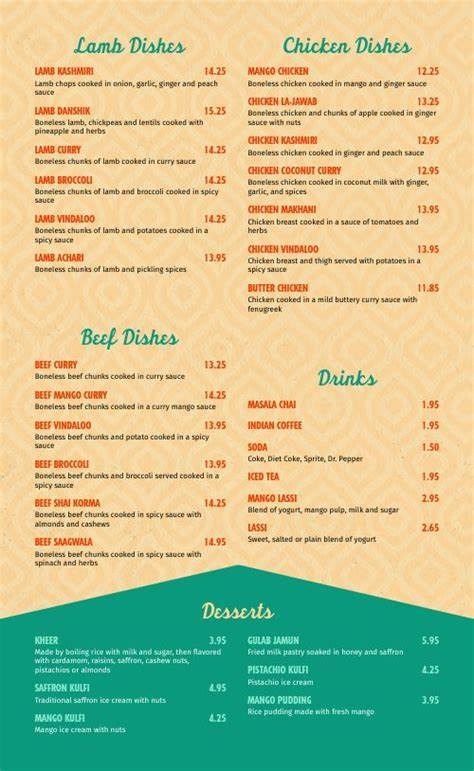 Lamb Dishes
LAMB KASHMIRI 14.25
Lamb chops cooked in onion, garlic, ginger and peach
sauce
LAMB DANSHIK 15.25
Boneless lamb, chickpeas and lentils cooked with
pineapple and herbs
LAMB CURRY 14.25
Boneless chunks of lamb cooked in curry sauce
LAMB BROCCOLI 14.25
Boneless chunks of lamb and broccoli cooked in spicy
sauce
LAMB VINDALOO 14.25
Boneless chunks of lamb and potatoes cooked in a
spicy sauce
LAMB ACHARI 13.95
Boneless chunks of lamb and pickling spices
Beef Dishes
BEEF CURRY 13.25
Boneless beef chunks cooked in curry sauce
BEEF MANGO CURRY 14.25
Boneless beef chunks cooked in a curry mango sauce
BEEF VINDALOO 13.95
Boneless beef chunks and potato cooked in a spicy
sauce
BEEF BROCCOLI 13.95
Boneless beef chunks and broccoli served cooked in a
spicy sauce
BEEF SHAI KORMA 14.25
Boneless beef chunks cooked in spicy sauce with
almonds and cashews
BEEF SAAGWALA 14.95
Boneless beef chunks cooked in spicy sauce with
spinach and herbs
Chicken Dishes
MANGO CHICKEN 12.25
Boneless chicken cooked in mango and ginger sauce
CHICKEN LA-JAWAB 13.25
Boneless chicken and chunks of apple cooked in ginger
sauce with nuts
CHICKEN KASHMIRI 12.95
Boneless chicken cooked in ginger and peach sauce
CHICKEN COCONUT CURRY 12.95
Boneless chicken cooked in coconut milk with ginger,
garlic, and spices
CHICKEN MAKHANI 13.95
Chicken breast cooked in a sauce of tomatoes and
herbs
CHICKEN VINDALOO 13.95
Chicken breast and thigh served with potatoes in a
spicy sauce
BUTTER CHICKEN 11.85
Chicken cooked in a mild buttery curry sauce with
fenugreek
Drinks
MASALA CHAI 1.95
INDIAN COFFEE 1.95
SODA 1.50
Coke, Diet Coke, Sprite, Dr. Pepper
ICED TEA 1.95
MANGO LASSI 2.95
Blend of yogurt, mango pulp, milk and sugar
LASSI 2.65
Sweet, salted or plain blend of yogurt
Desserts
KHEER 3.95
Made by boiling rice with milk and sugar, then flavored
with cardamom, raisins, saffron, cashew nuts,
pistachios or almonds
SAFFRON KULFI 4.95
Traditional saffron ice cream with nuts
MANGO KULFI 4.25
Mango ice cream with nuts
GULAB JAMUN 5.95
Fried milk pastry soaked in honey and saffron
PISTACHIO KULFI 4.25
Pistachio ice cream
MANGO PUDDING 3.95
Rice pudding made with fresh mango